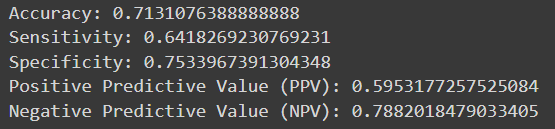 Accuracy: 0.7131076388888888
Sensitivity: 0.6418269230769231
Specificity: 0.7533967391304348
Positive Predictive Value (PPV): 0.5953177257525084
Negative Predictive Value (NPV): 0.7882018479033405